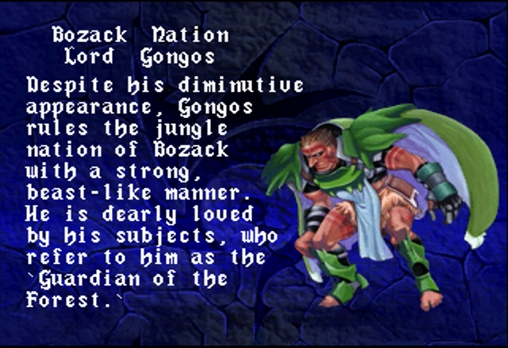 Bozack Nation
Lord Gongos
Despite his diminutive
appearance, Gongos
rules the jungle
nation of Bozack
with a strong,
beast-like manner.
He is dearly loved
by his subjects, who
refer to him as the
`Guardian of the
Forest.`